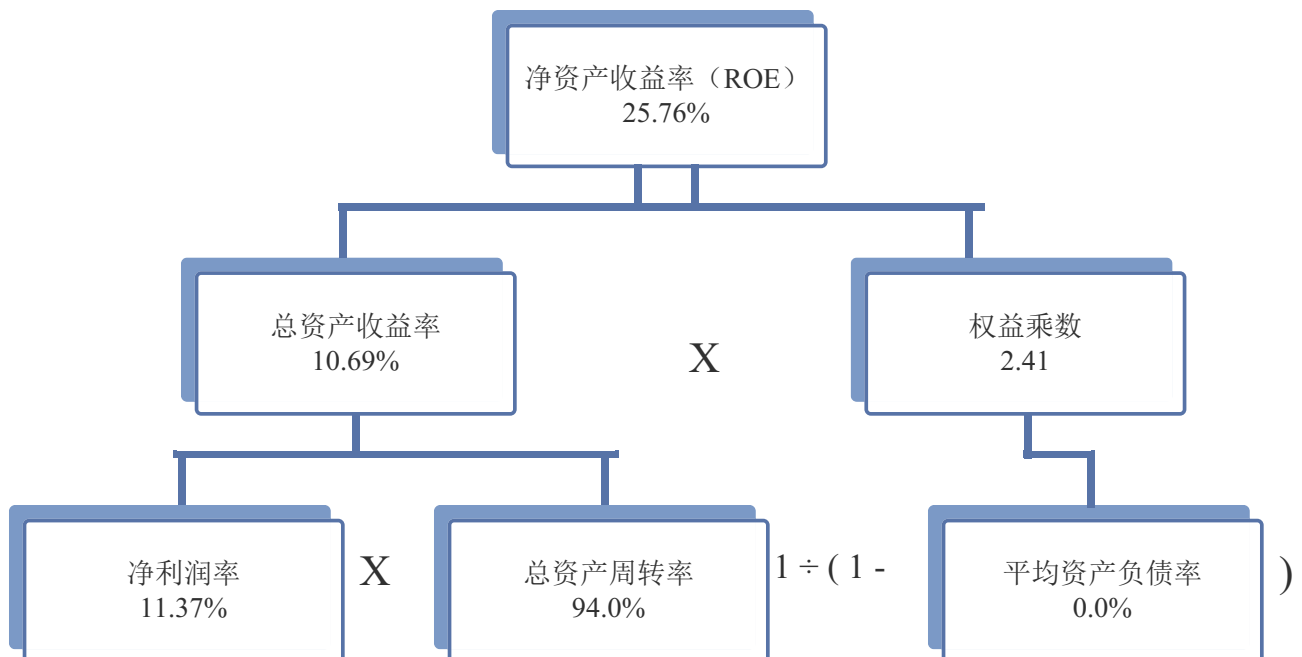 净资产收益率（ROE）
25.76%
总资产收益率
10.69%
X
权益乘数
2.41
净利润率
11.37%
X
总资产周转率
94.0%
1 ÷ ( 1 -
平均资产负债率
0.0%
)